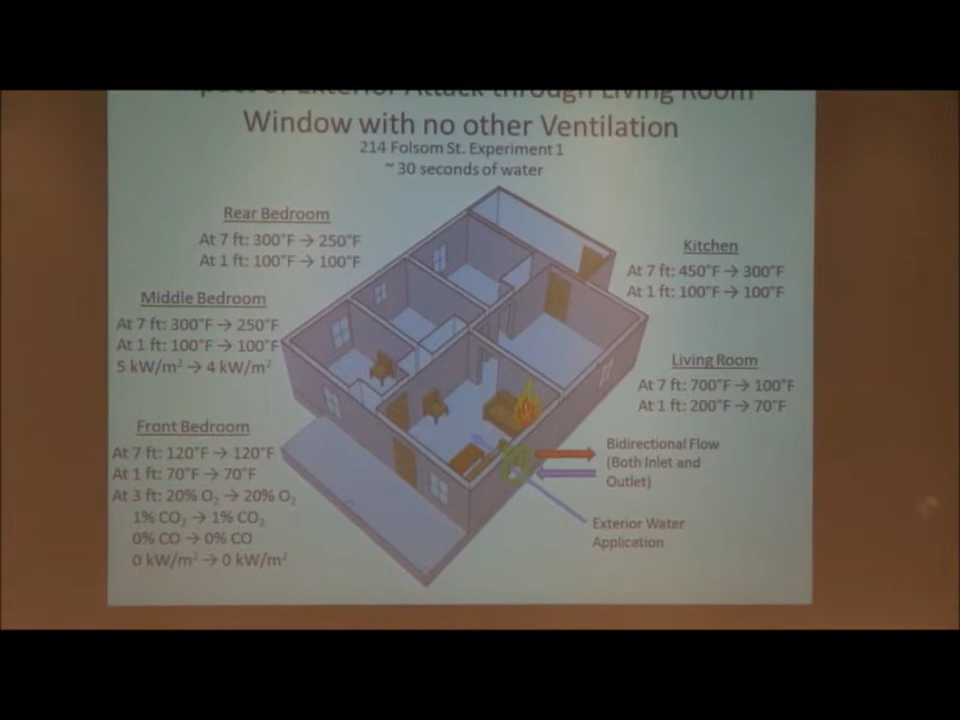 Exterior Attack through Living Room
Window with no other Ventilation
214 Folsom St. Experiment 1
~ 30 seconds of water
Rear Bedroom
At 7 ft: 300°F → 250°F
At 1 ft: 100°F → 100°F
Kitchen
At 7 ft: 450°F → 300°F
At 1 ft: 100°F → 100°F
Middle Bedroom
At 7 ft: 300°F → 250°F
At 1 ft: 100°F → 100°F
5 kW/m² → 4 kW/m²
Living Room
At 7 ft: 700°F → 100°F
At 1 ft: 200°F → 70°F
Front Bedroom
At 7 ft: 120°F → 120°F
At 1 ft: 70°F → 70°F
At 3 ft: 20% O₂ → 20% O₂
1% CO₂ → 1% CO₂
0% CO → 0% CO
0 kW/m² → 0 kW/m²
Bidirectional Flow
(Both Inlet and
Outlet)
Exterior Water
Application